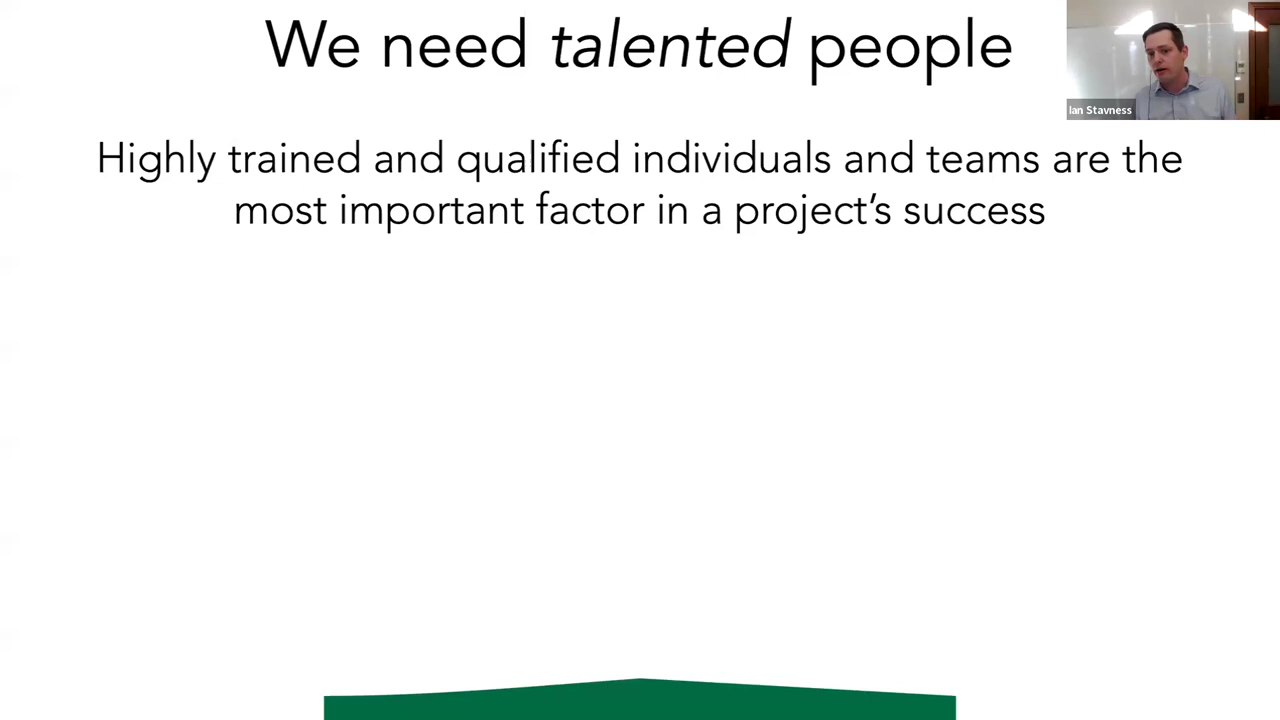 We need talented people
Ian Stavness
Highly trained and qualified individuals and teams are the
most important factor in a project’s success